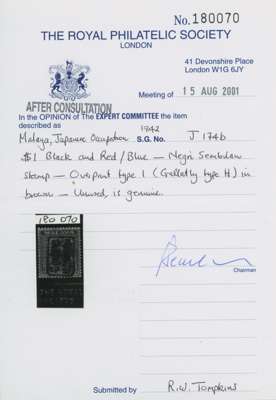 No. 180070
THE ROYAL PHILATELIC SOCIETY
LONDON
41 Devonshire Place
London W1G 6JY
Meeting of 15 AUG 2001
AFTER CONSULTATION
In the OPINION Of The EXPERT COMMITTEE the item
described as
1942
Malaya, Japanese Occupation S.G. No. J 174b
$1 Black and Red/Blue — Negri Sembilan
stamp — Overprint type 1 (Gallatly type H) in
brown — Unused, is genuine.
180 070
Chairman
Submitted by R.W. Tompkins